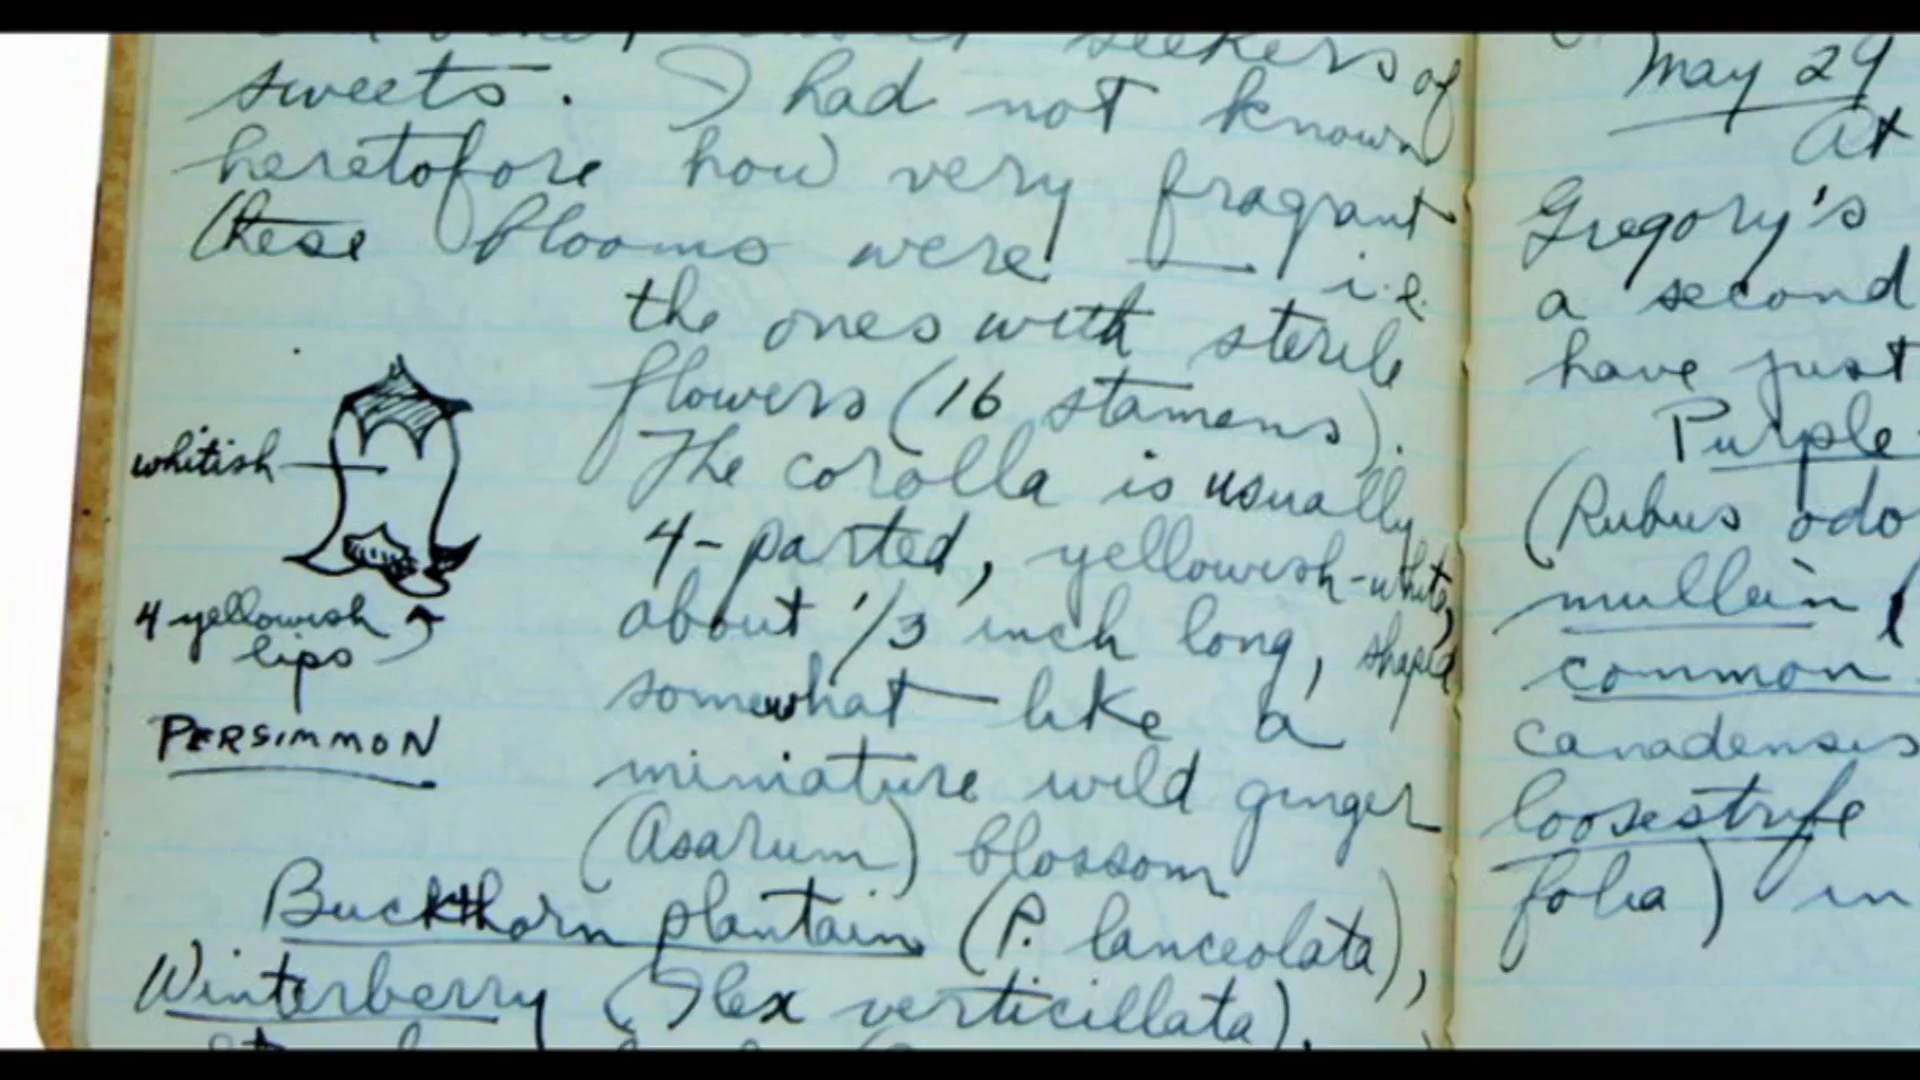 seekers of
sweets. I had not known
heretofore how very fragrant
these blooms were — i.e.
the ones with sterile
flowers (16 stamens).
The corolla is usually
4-parted, yellowish-white,
about 1/3 inch long, shaped
somewhat like a
miniature wild ginger
(Asarum) blossom
whitish
4 yellowish
lips
PERSIMMON
Buckthorn plantain (P. lanceolata),
Winterberry (Ilex verticillata),
May 29
At
Gregory's
a second
have just
Purple-
(Rubus odo
mullein (
common
canadensis
loosestrife
folia) in